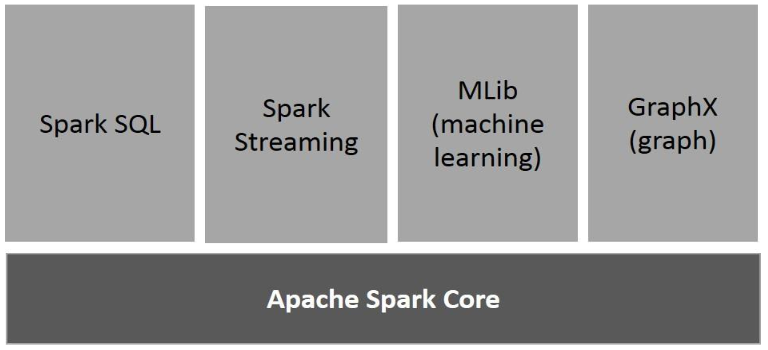 Spark SQL
Spark
Streaming
MLib
(machine
learning)
GraphX
(graph)
Apache Spark Core